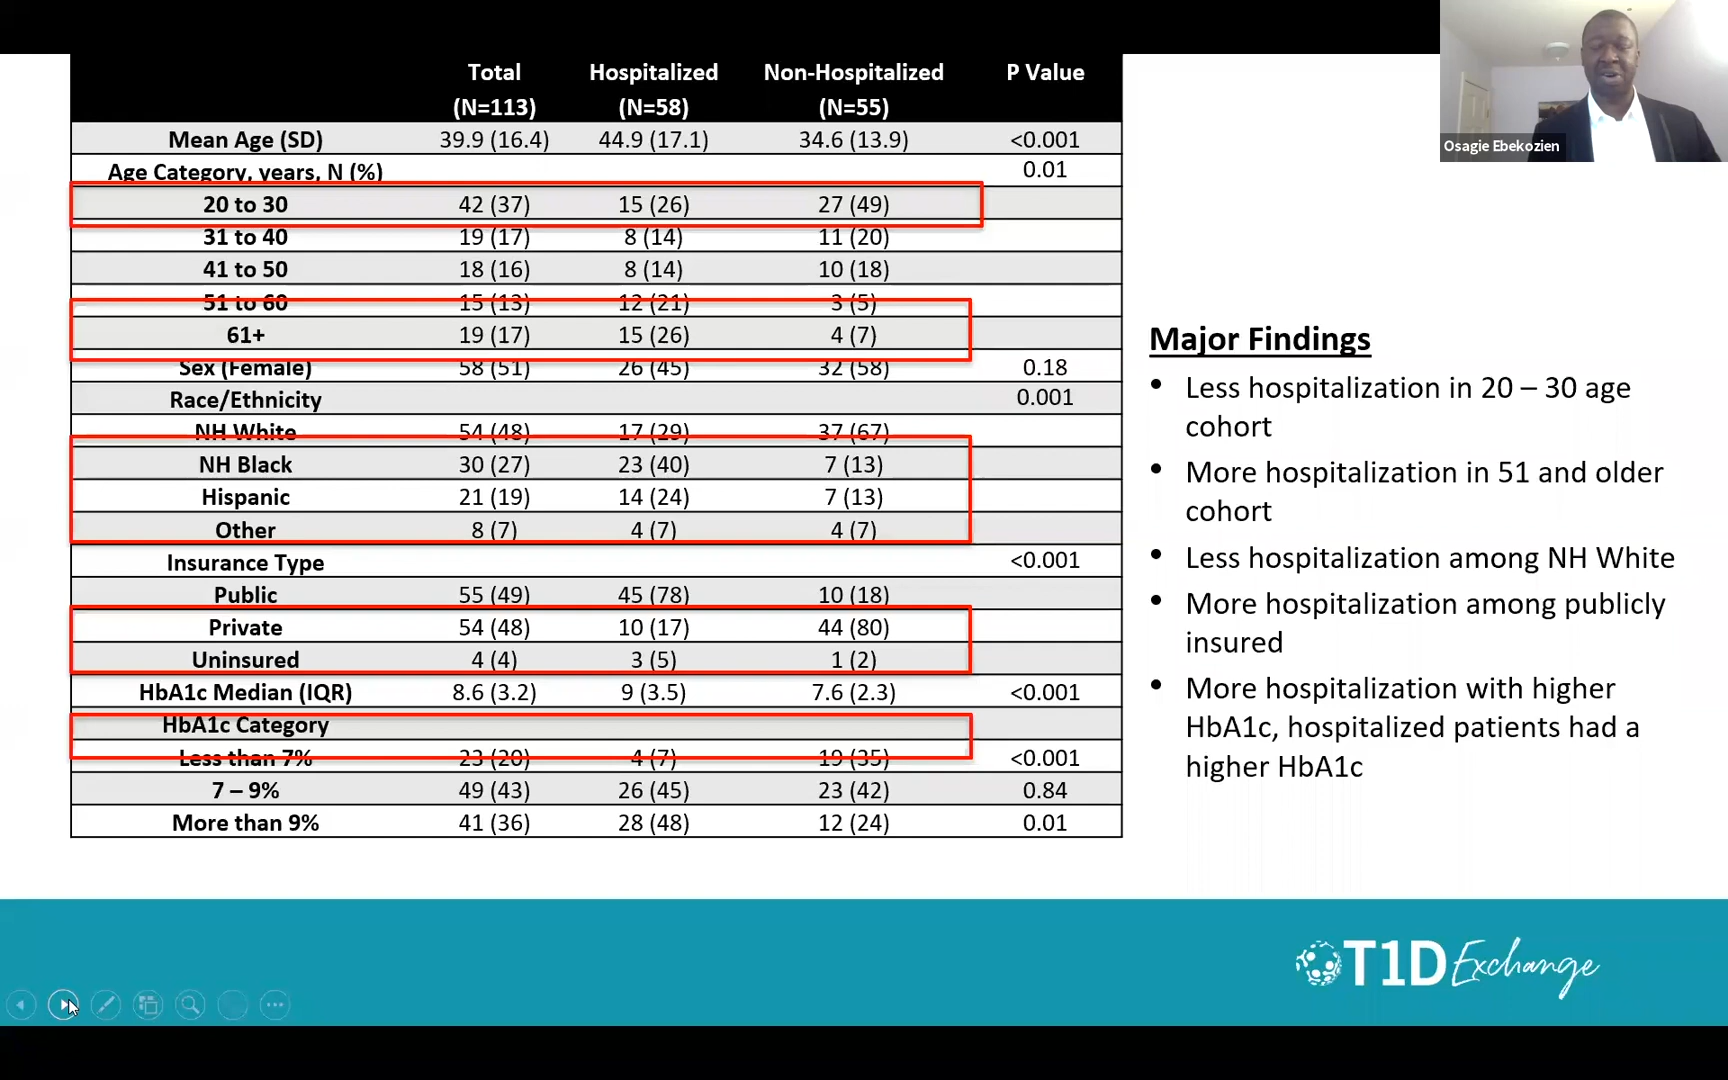 Total Hospitalized Non-Hospitalized P Value
(N=113) (N=58) (N=55)
Mean Age (SD) 39.9 (16.4) 44.9 (17.1) 34.6 (13.9) <0.001
Age Category, years, N (%) 0.01
20 to 30 42 (37) 15 (26) 27 (49)
31 to 40 19 (17) 8 (14) 11 (20)
41 to 50 18 (16) 8 (14) 10 (18)
51 to 60 15 (13) 12 (21) 3 (5)
61+ 19 (17) 15 (26) 4 (7)
Sex (Female) 58 (51) 26 (45) 32 (58) 0.18
Race/Ethnicity 0.001
NH White 54 (48) 17 (29) 37 (67)
NH Black 30 (27) 23 (40) 7 (13)
Hispanic 21 (19) 14 (24) 7 (13)
Other 8 (7) 4 (7) 4 (7)
Insurance Type <0.001
Public 55 (49) 45 (78) 10 (18)
Private 54 (48) 10 (17) 44 (80)
Uninsured 4 (4) 3 (5) 1 (2)
HbA1c Median (IQR) 8.6 (3.2) 9 (3.5) 7.6 (2.3) <0.001
HbA1c Category
Less than 7% 23 (20) 4 (7) 19 (35) <0.001
7 – 9% 49 (43) 26 (45) 23 (42) 0.84
More than 9% 41 (36) 28 (48) 12 (24) 0.01
Osagie Ebekozien
Major Findings
• Less hospitalization in 20 – 30 age
cohort
• More hospitalization in 51 and older
cohort
• Less hospitalization among NH White
• More hospitalization among publicly
insured
• More hospitalization with higher
HbA1c, hospitalized patients had a
higher HbA1c
T1D Exchange